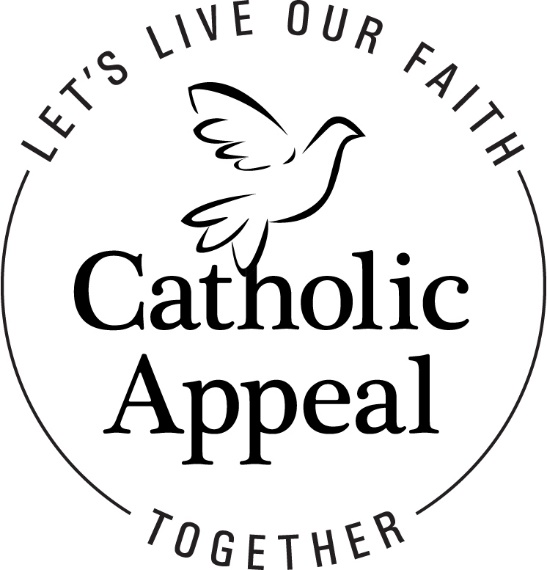 LET'S LIVE OUR FAITH
Catholic
Appeal
TOGETHER